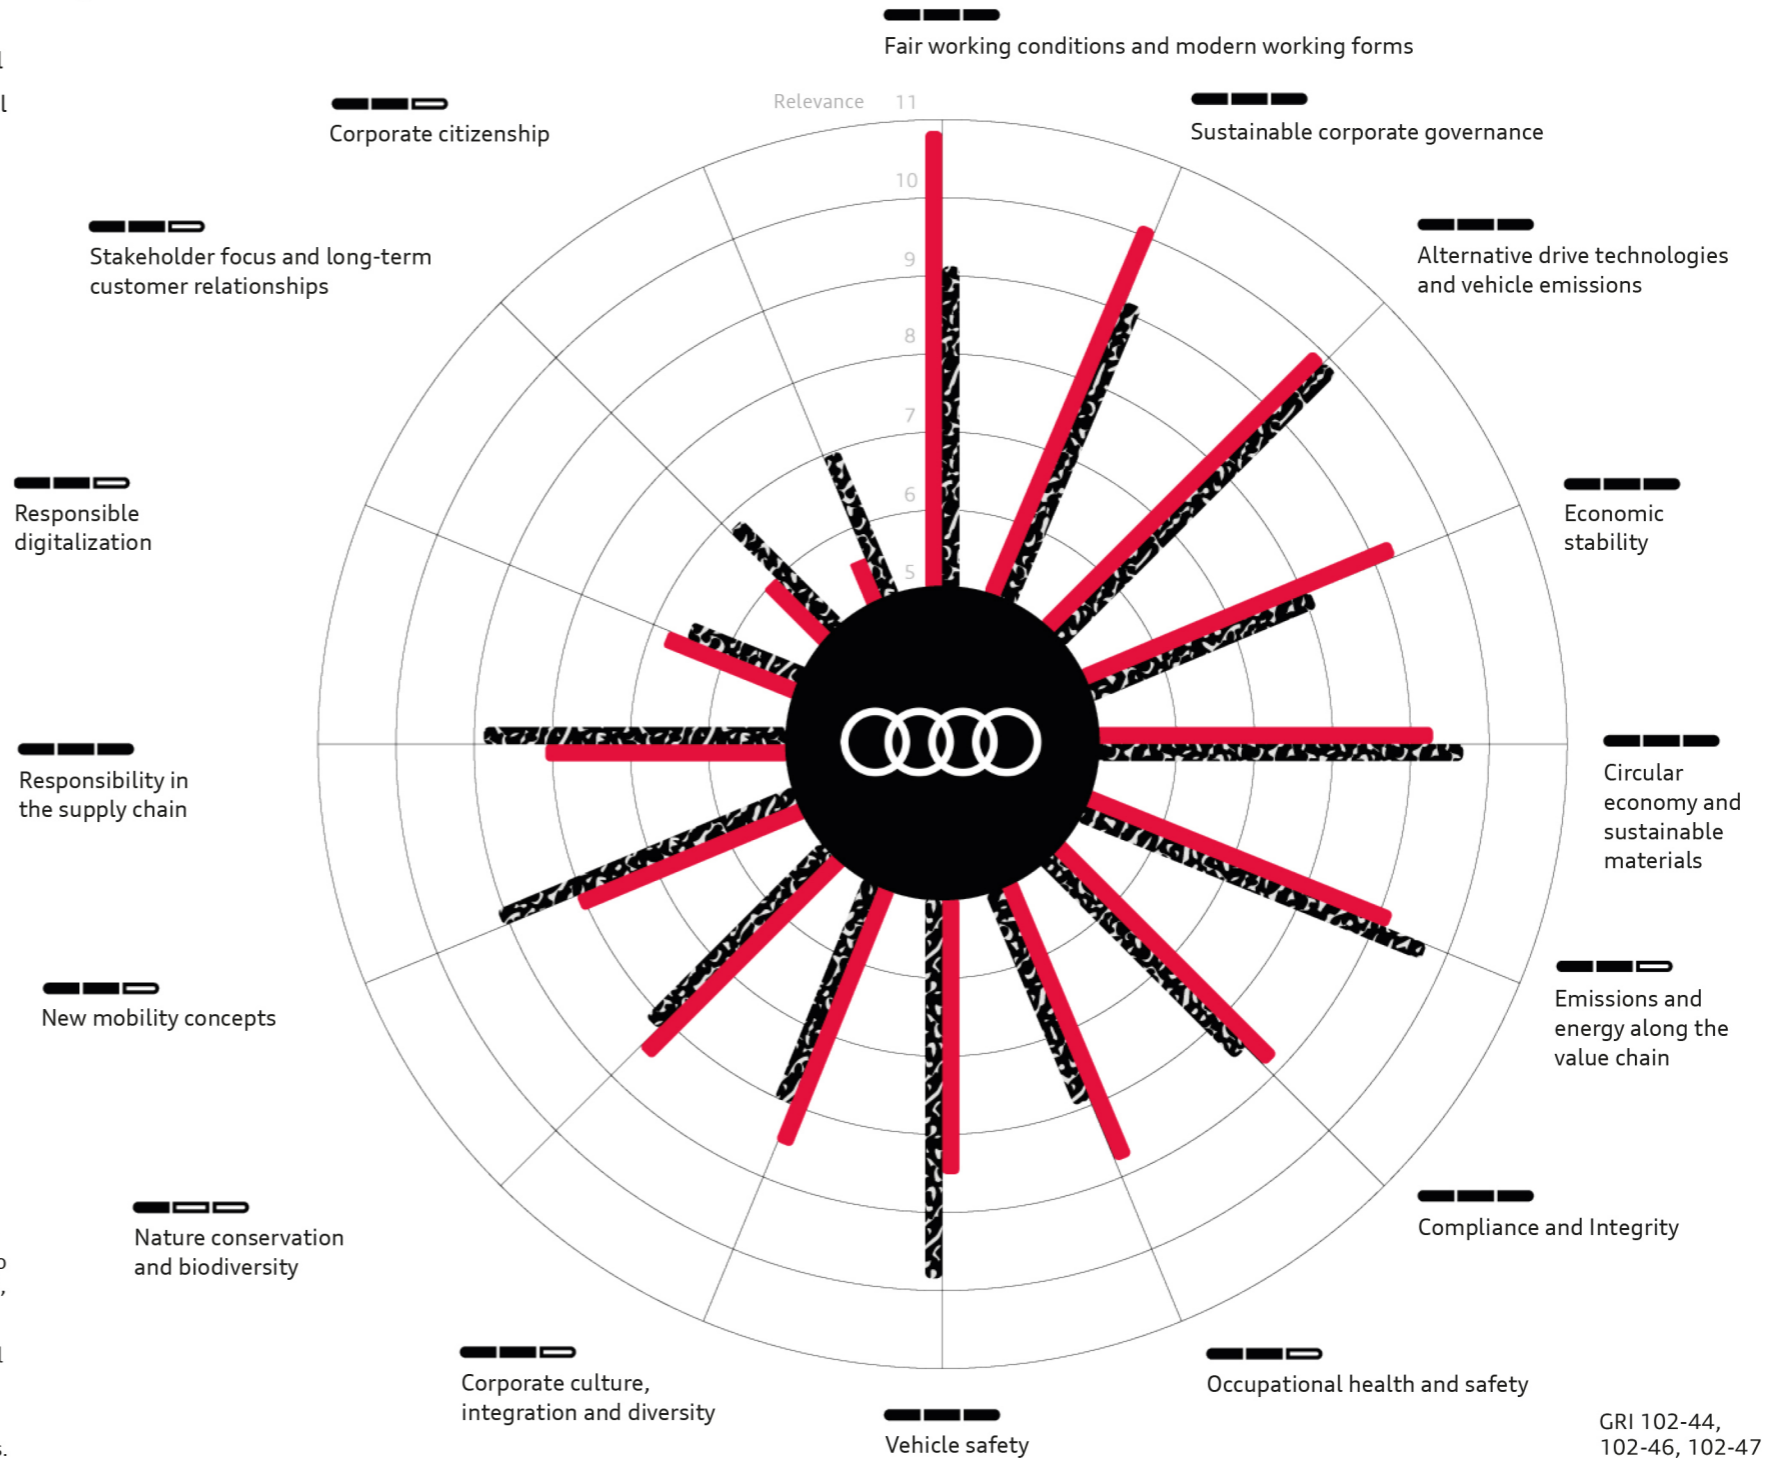 Fair working conditions and modern working forms
Sustainable corporate governance
Alternative drive technologies
and vehicle emissions
Economic
stability
Circular
economy and
sustainable
materials
Emissions and
energy along the
value chain
Compliance and Integrity
Occupational health and safety
Vehicle safety
Corporate culture,
integration and diversity
Nature conservation
and biodiversity
New mobility concepts
Responsibility in
the supply chain
Responsible
digitalization
Stakeholder focus and long-term
customer relationships
Corporate citizenship
Relevance 11
10
9
8
7
6
5
GRI 102-44,
102-46, 102-47